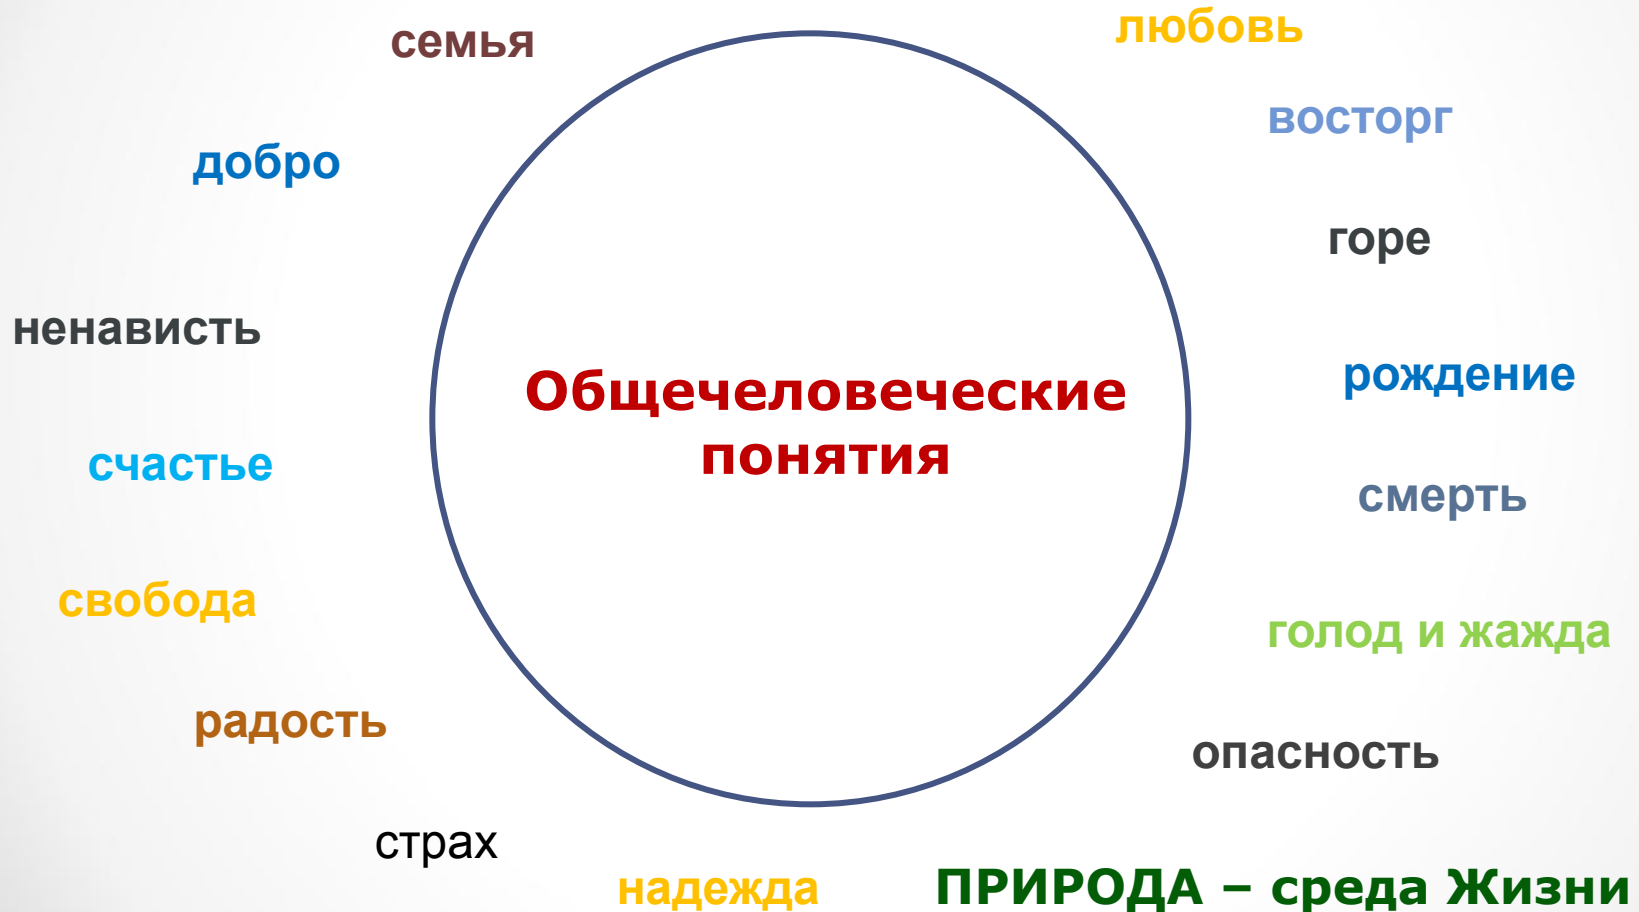 любовь
семья
восторг
добро
горе
ненависть
рождение
Общечеловеческие
понятия
счастье
смерть
свобода
голод и жажда
радость
опасность
страх
надежда
ПРИРОДА – среда Жизни